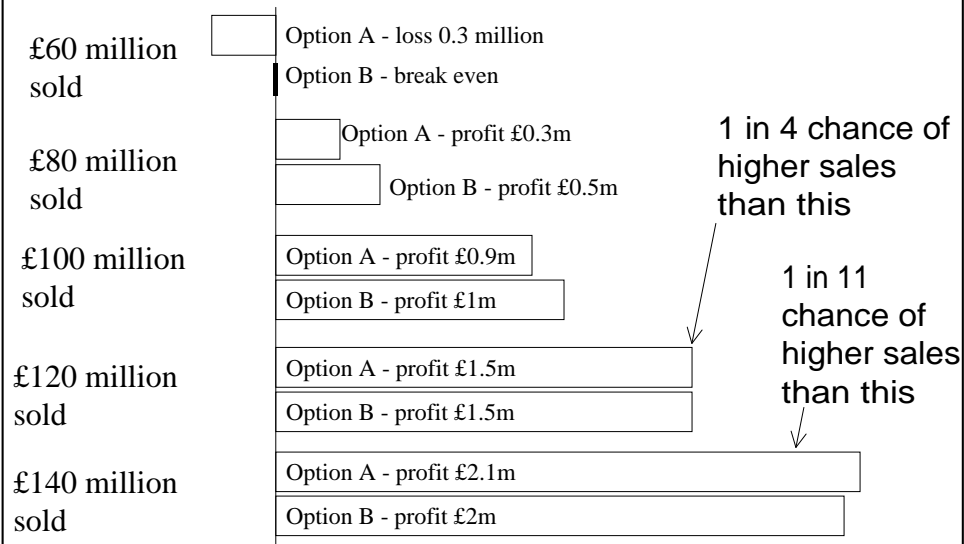 £60 million
sold
Option A - loss 0.3 million
Option B - break even
£80 million
sold
Option A - profit £0.3m
Option B - profit £0.5m
1 in 4 chance of
higher sales
than this
£100 million
sold
Option A - profit £0.9m
Option B - profit £1m
1 in 11
chance of
higher sales
than this
£120 million
sold
Option A - profit £1.5m
Option B - profit £1.5m
£140 million
sold
Option A - profit £2.1m
Option B - profit £2m